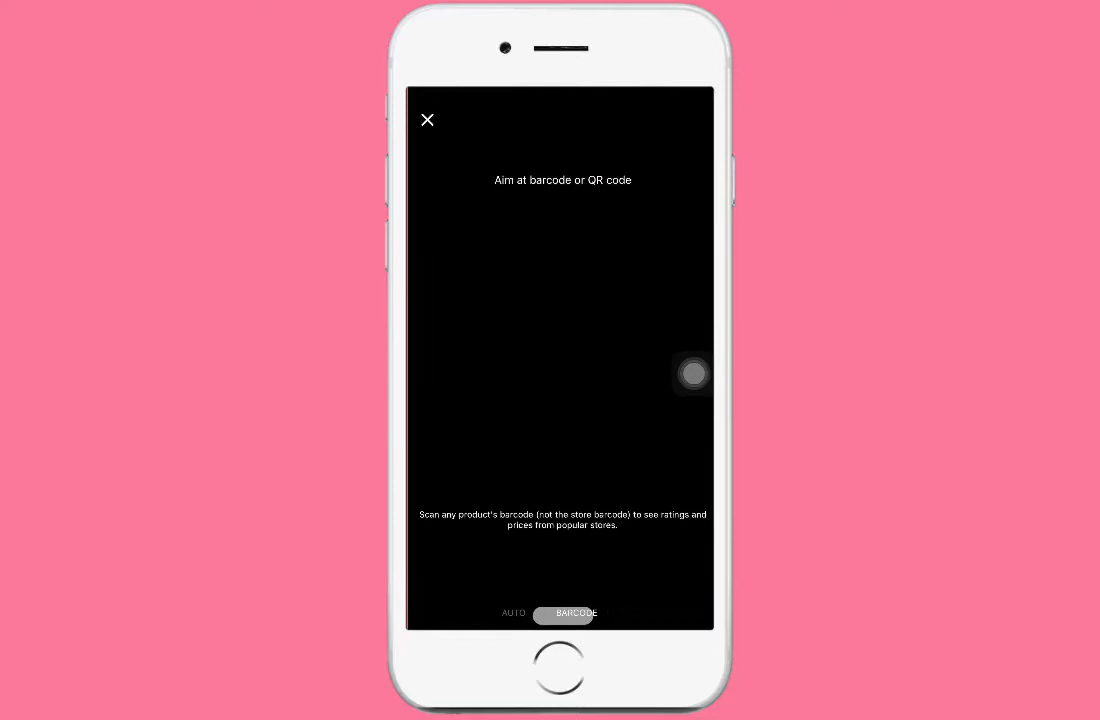 Aim at barcode or QR code
Scan any product's barcode (not the store barcode) to see ratings and
prices from popular stores.
AUTO BARCODE